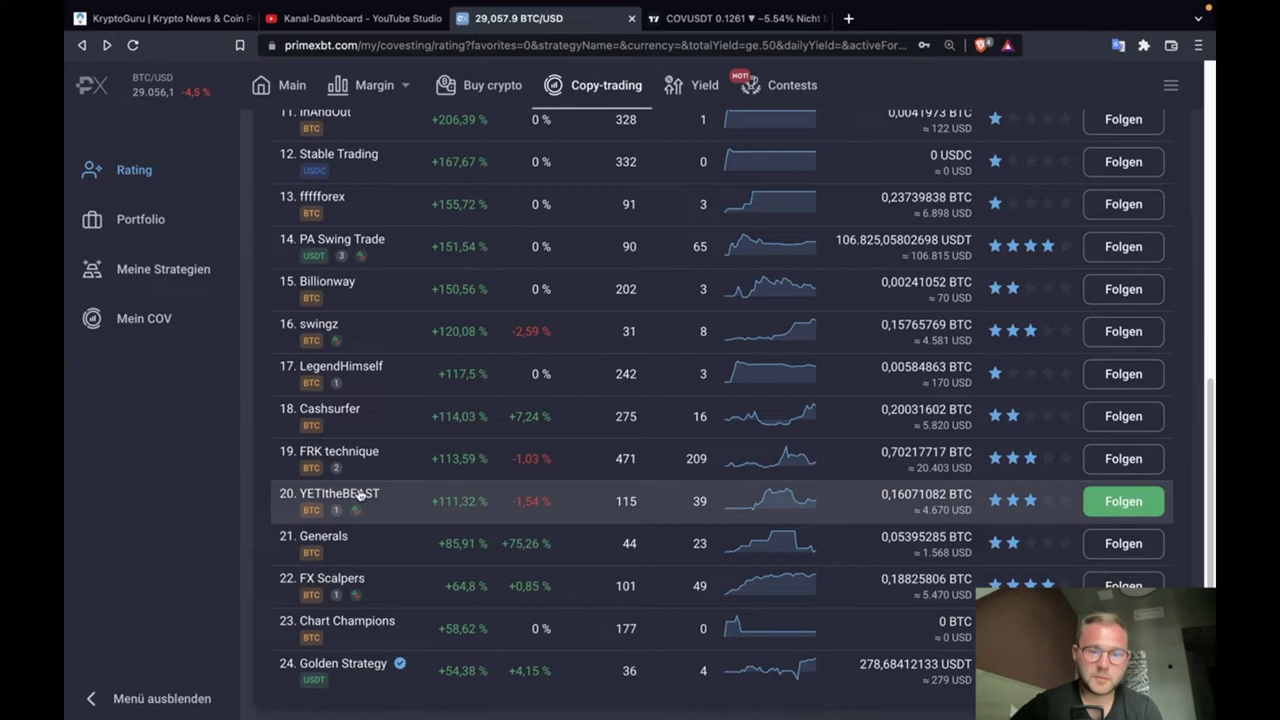 KryptoGuru | Krypto News & Coin P
Kanal-Dashboard - YouTube Studio
29,057.9 BTC/USD
COVUSDT 0.1261 ▼ −5.54% Nicht b
primexbt.com/my/covesting/rating?favorites=0&strategyName=&currency=&totalYield=ge.50&dailyYield=&activeFor...
4
PX
BTC/USD
29.056,1 -4,5 %
Main
Margin
Buy crypto
Copy-trading
Yield
HOT!
Contests
Rating
Portfolio
Meine Strategien
Mein COV
Menü ausblenden
11. InAndOut +206,39 % 0 % 328 1 0,0041973 BTC Folgen
BTC ≈ 122 USD
12. Stable Trading +167,67 % 0 % 332 0 0 USDC Folgen
USDC ≈ 0 USD
13. ffffforex +155,72 % 0 % 91 3 0,23739838 BTC Folgen
BTC ≈ 6.898 USD
14. PA Swing Trade +151,54 % 0 % 90 65 106.825,05802698 USDT Folgen
USDT 3 ≈ 106.815 USD
15. Billionway +150,56 % 0 % 202 3 0,00241052 BTC Folgen
BTC ≈ 70 USD
16. swingz +120,08 % -2,59 % 31 8 0,15765769 BTC Folgen
BTC ≈ 4.581 USD
17. LegendHimself +117,5 % 0 % 242 3 0,00584863 BTC Folgen
BTC 1 ≈ 170 USD
18. Cashsurfer +114,03 % +7,24 % 275 16 0,20031602 BTC Folgen
BTC ≈ 5.820 USD
19. FRK technique +113,59 % -1,03 % 471 209 0,70217717 BTC Folgen
BTC 2 ≈ 20.403 USD
20. YETItheBEAST +111,32 % -1,54 % 115 39 0,16071082 BTC Folgen
BTC 1 ≈ 4.670 USD
21. Generals +85,91 % +75,26 % 44 23 0,05395285 BTC Folgen
BTC ≈ 1.568 USD
22. FX Scalpers +64,8 % +0,85 % 101 49 0,18825806 BTC Folgen
BTC 1 ≈ 5.470 USD
23. Chart Champions +58,62 % 0 % 177 0 0 BTC
BTC ≈ 0 USD
24. Golden Strategy +54,38 % +4,15 % 36 4 278,68412133 USDT
USDT ≈ 279 USD